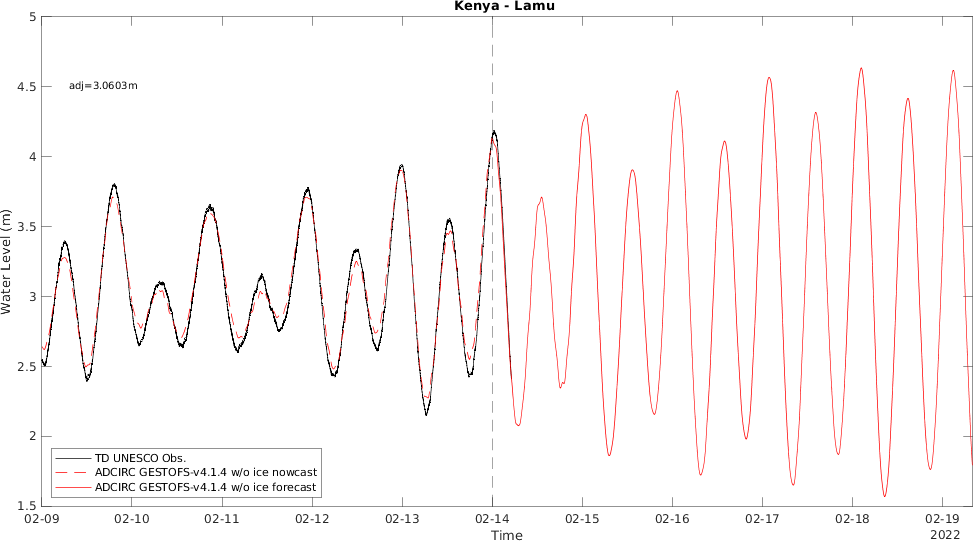 Kenya - Lamu
5
4.5
4
3.5
3
2.5
2
1.5
Water Level (m)
adj=3.0603m
TD UNESCO Obs.
ADCIRC GESTOFS-v4.1.4 w/o ice nowcast
ADCIRC GESTOFS-v4.1.4 w/o ice forecast
02-09 02-10 02-11 02-12 02-13 02-14 02-15 02-16 02-17 02-18 02-19
2022
Time